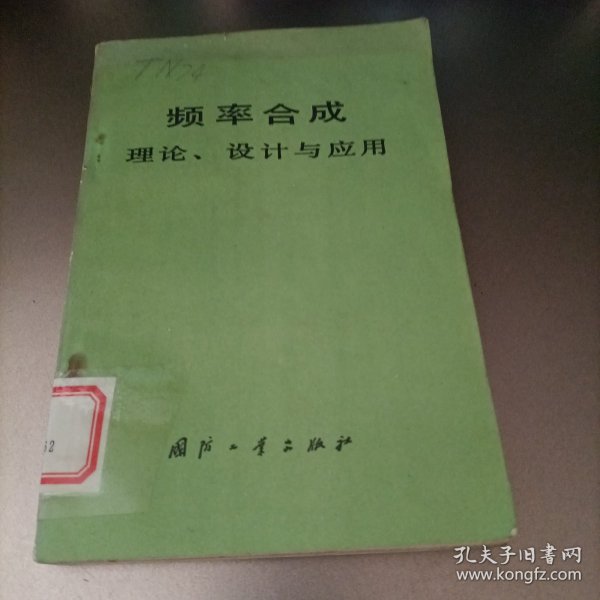 TN74
频率合成
理论、设计与应用
62
国防工业出版社
孔夫子旧书网
www.kongfz.com